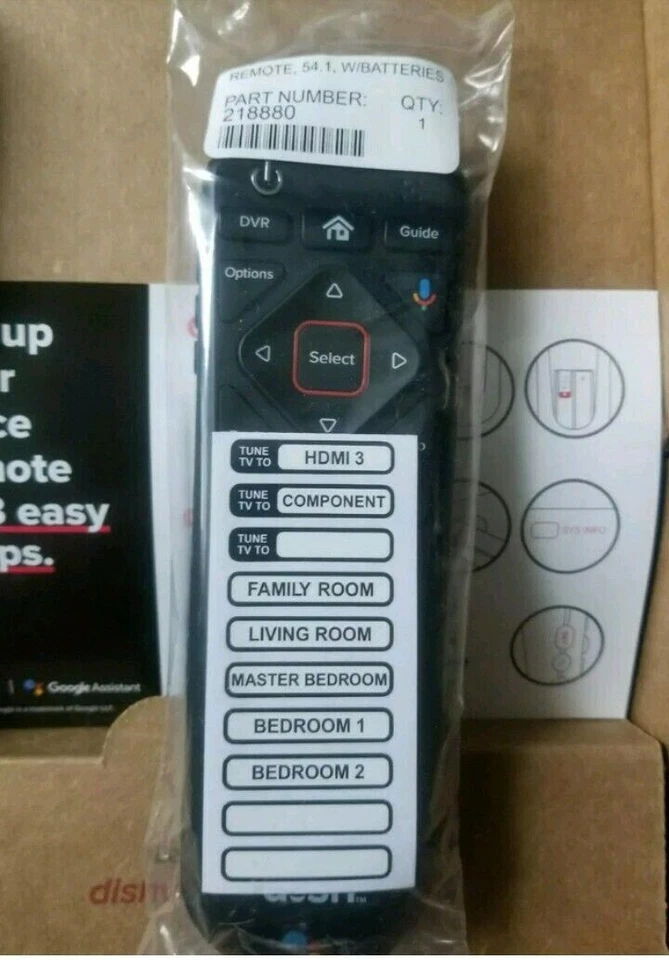 REMOTE, 54.1, W/BATTERIES
PART NUMBER: QTY:
218880 1
DVR
Guide
Options
Select
up
r
ce
note
3 easy
ps.
TUNE
TV TO HDMI 3
TUNE
TV TO COMPONENT
TUNE
TV TO
FAMILY ROOM
LIVING ROOM
MASTER BEDROOM
BEDROOM 1
BEDROOM 2
SYS INFO
Google Assistant
dish
dish